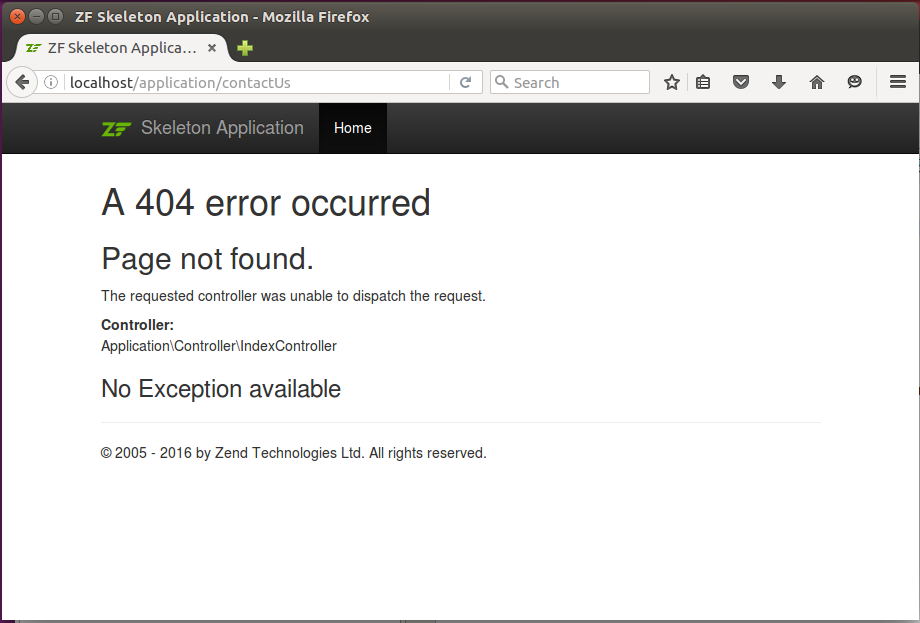 ZF Skeleton Application - Mozilla Firefox
ZF Skeleton Applica...
localhost/application/contactUs
Search
ZF Skeleton Application
Home
A 404 error occurred
Page not found.
The requested controller was unable to dispatch the request.
Controller:
Application\Controller\IndexController
No Exception available
© 2005 - 2016 by Zend Technologies Ltd. All rights reserved.